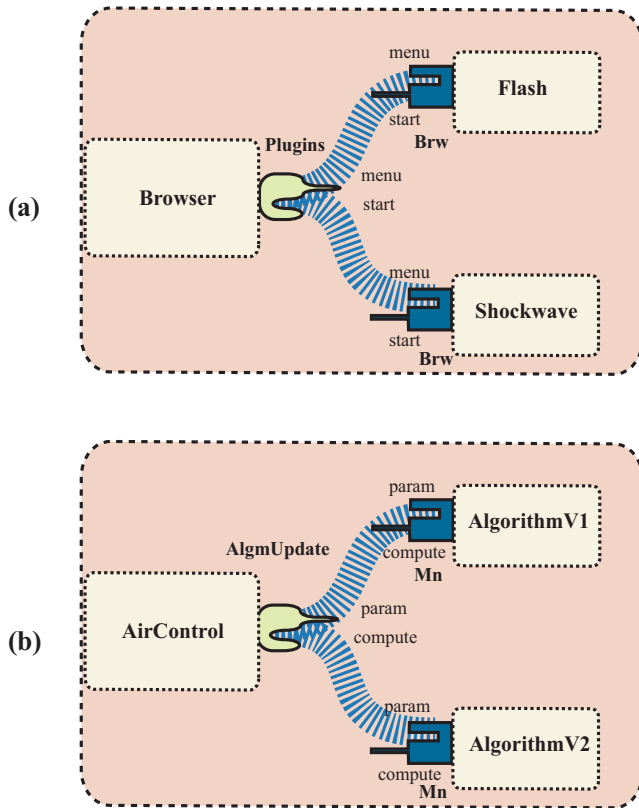 menu
Flash
start
Brw
Plugins
menu
Browser
start
(a)
menu
Shockwave
start
Brw
param
AlgorithmV1
compute
AlgmUpdate
Mn
param
AirControl
compute
(b)
param
AlgorithmV2
compute
Mn